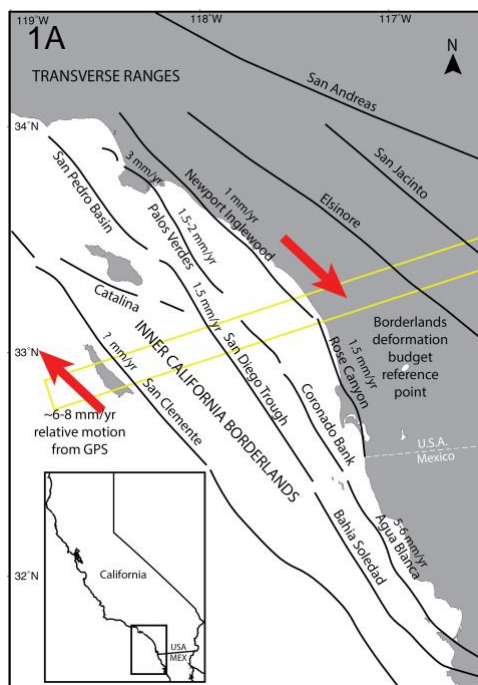 119°W
118°W
117°W
1A
N
TRANSVERSE RANGES
San Andreas
34°N
San Jacinto
3 mm/yr
Newport Inglewood
1 mm/yr
Elsinore
San Pedro Basin
Palos Verdes
1.5-2 mm/yr
Catalina
1.5 mm/yr
Borderlands
deformation
budget
reference
point
33°N
? mm/yr
INNER CALIFORNIA BORDERLANDS
San Diego Trough
Rose Canyon
1.5 mm/yr
~6-8 mm/yr
relative motion
from GPS
San Clemente
Coronado Bank
U.S.A.
Mexico
5-6 mm/yr
Agua Blanca
Bahia Soledad
32°N
California
USA
MEX